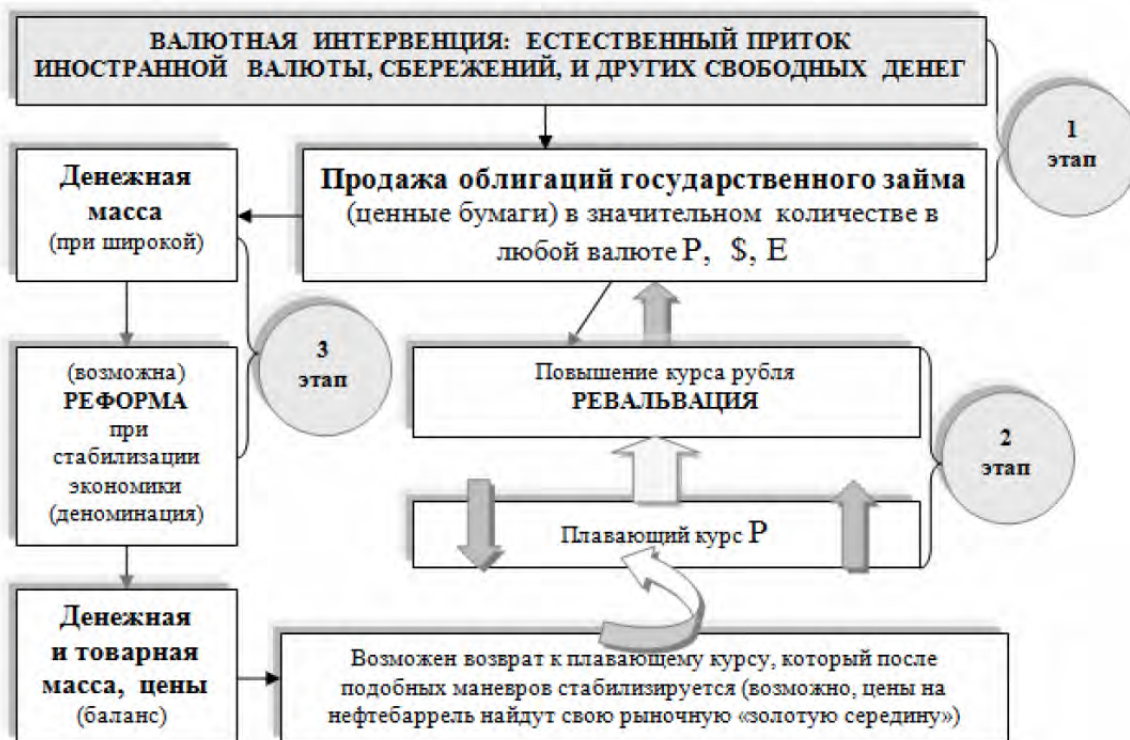 ВАЛЮТНАЯ ИНТЕРВЕНЦИЯ: ЕСТЕСТВЕННЫЙ ПРИТОК
ИНОСТРАННОЙ ВАЛЮТЫ, СБЕРЕЖЕНИЙ, И ДРУГИХ СВОБОДНЫХ ДЕНЕГ
1
этап
Денежная
масса
(при широкой)
Продажа облигаций государственного займа
(ценные бумаги) в значительном количестве в
любой валюте Р, $, Е
3
этап
(возможна)
РЕФОРМА
при
стабилизации
экономики
(деноминация)
Повышение курса рубля
РЕВАЛЬВАЦИЯ
2
этап
Плавающий курс Р
Денежная
и товарная
масса, цены
(баланс)
Возможен возврат к плавающему курсу, который после
подобных маневров стабилизируется (возможно, цены на
нефтебаррель найдут свою рыночную «золотую середину»)